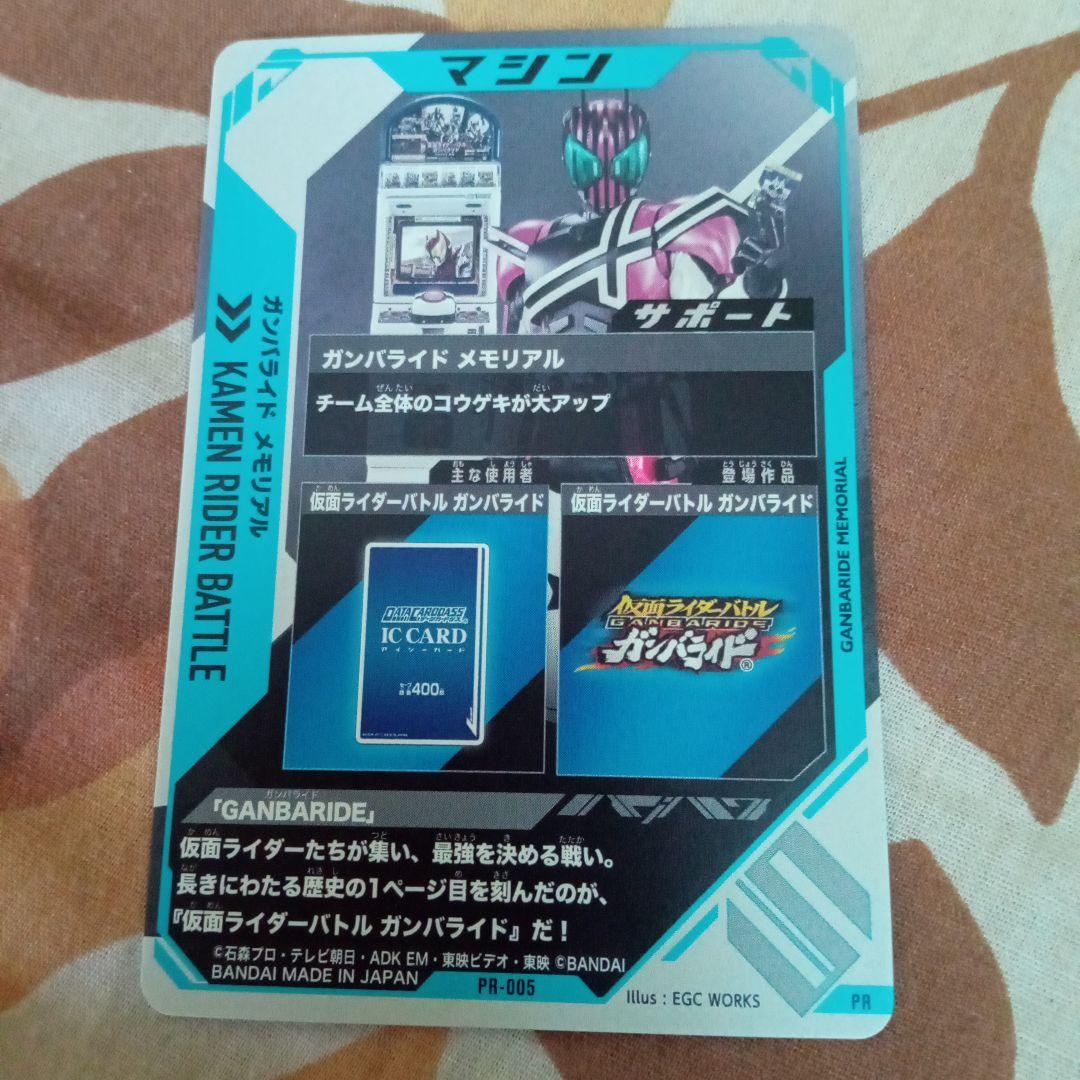 マシン
サポート
ガンバライド メモリアル
チーム全体のコウゲキが大アップ
主な使用者
登場作品
仮面ライダーバトル ガンバライド
仮面ライダーバトル ガンバライド
DATA CARDDASS
IC CARD
アイシーカード
400
仮面ライダーバトル
GANBARIDE
ガンバライド®
ガンバライド メモリアル
KAMEN RIDER BATTLE
GANBARIDE MEMORIAL
「GANBARIDE」
仮面ライダーたちが集い、最強を決める戦い。
長きにわたる歴史の1ページ目を刻んだのが、
『仮面ライダーバトル ガンバライド』だ！
©石森プロ・テレビ朝日・ADK EM・東映ビデオ・東映 ©BANDAI
BANDAI MADE IN JAPAN
PR-005
Illus : EGC WORKS
PR